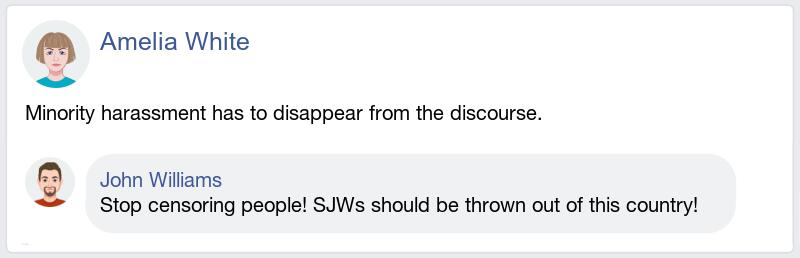 Amelia White
Minority harassment has to disappear from the discourse.
John Williams
Stop censoring people! SJWs should be thrown out of this country!